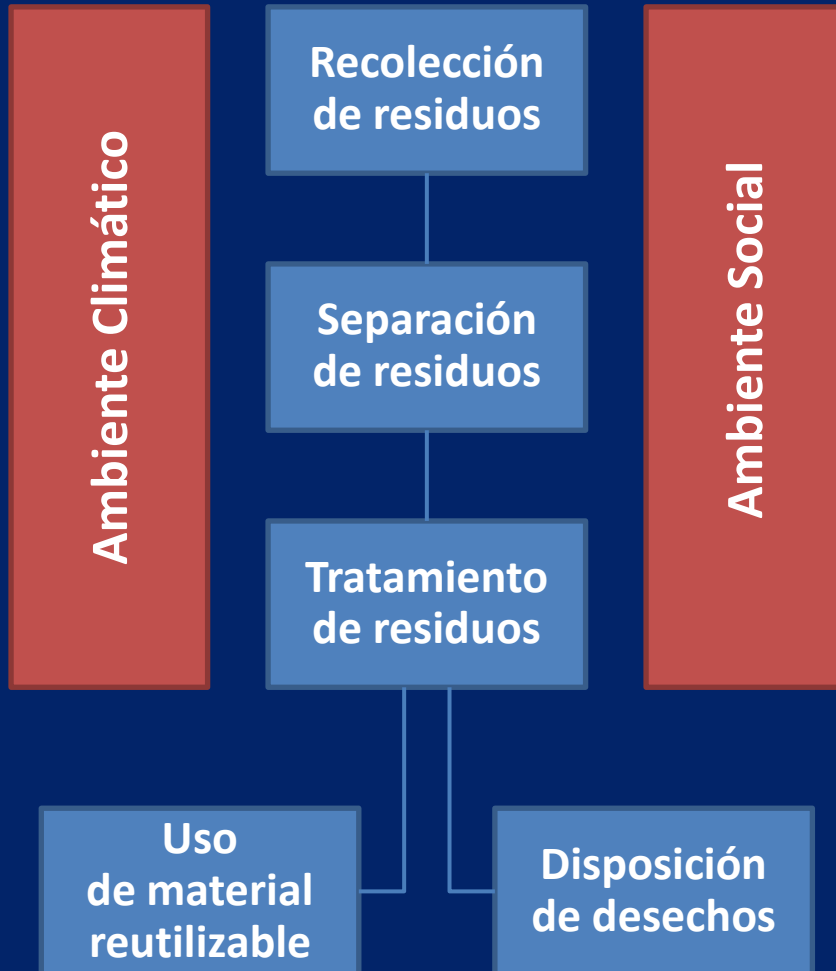 Ambiente Climático
Recolección
de residuos
Separación
de residuos
Tratamiento
de residuos
Ambiente Social
Uso
de material
reutilizable
Disposición
de desechos